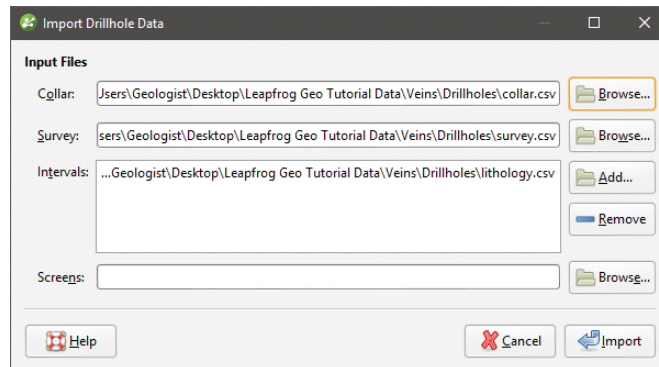 Import Drillhole Data
Input Files
Collar: Jsers\Geologist\Desktop\Leapfrog Geo Tutorial Data\Veins\Drillholes\collar.csv Browse...
Survey: sers\Geologist\Desktop\Leapfrog Geo Tutorial Data\Veins\Drillholes\survey.csv Browse...
Intervals: ...Geologist\Desktop\Leapfrog Geo Tutorial Data\Veins\Drillholes\lithology.csv Add...
Remove
Screens: Browse...
Help Cancel Import